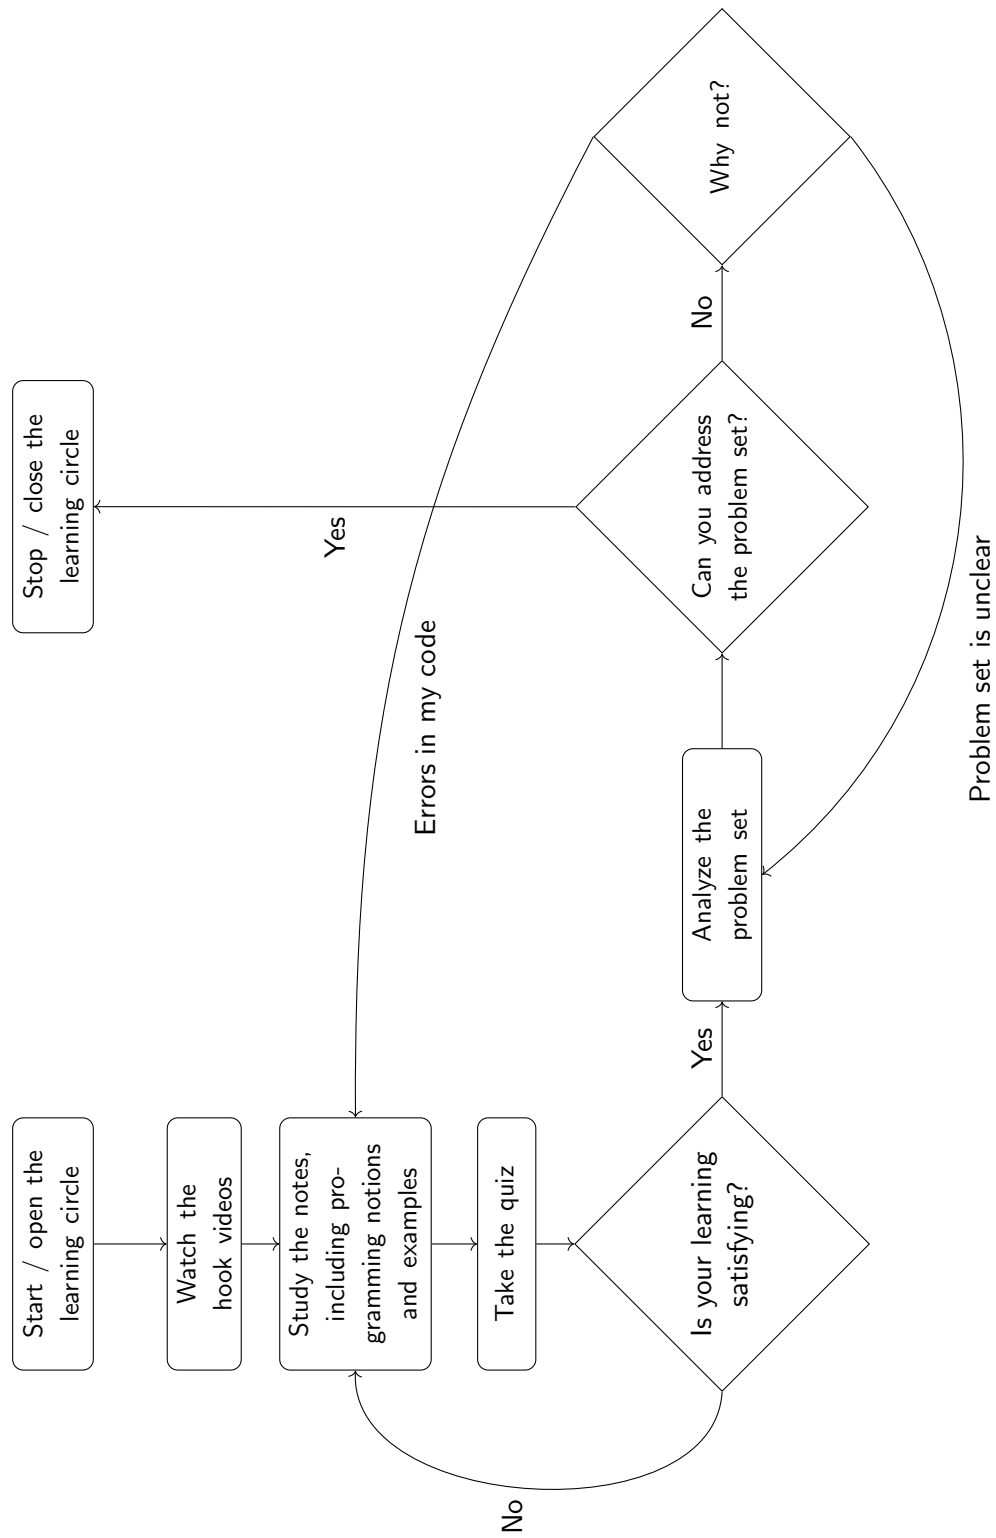 Start / open the
learning circle
Watch the
hook videos
Study the notes,
including pro-
gramming notions
and examples
Take the quiz
Is your learning
satisfying?
No
Yes
Analyze the
problem set
Can you address
the problem set?
Yes
Stop / close the
learning circle
No
Why not?
Errors in my code
Problem set is unclear